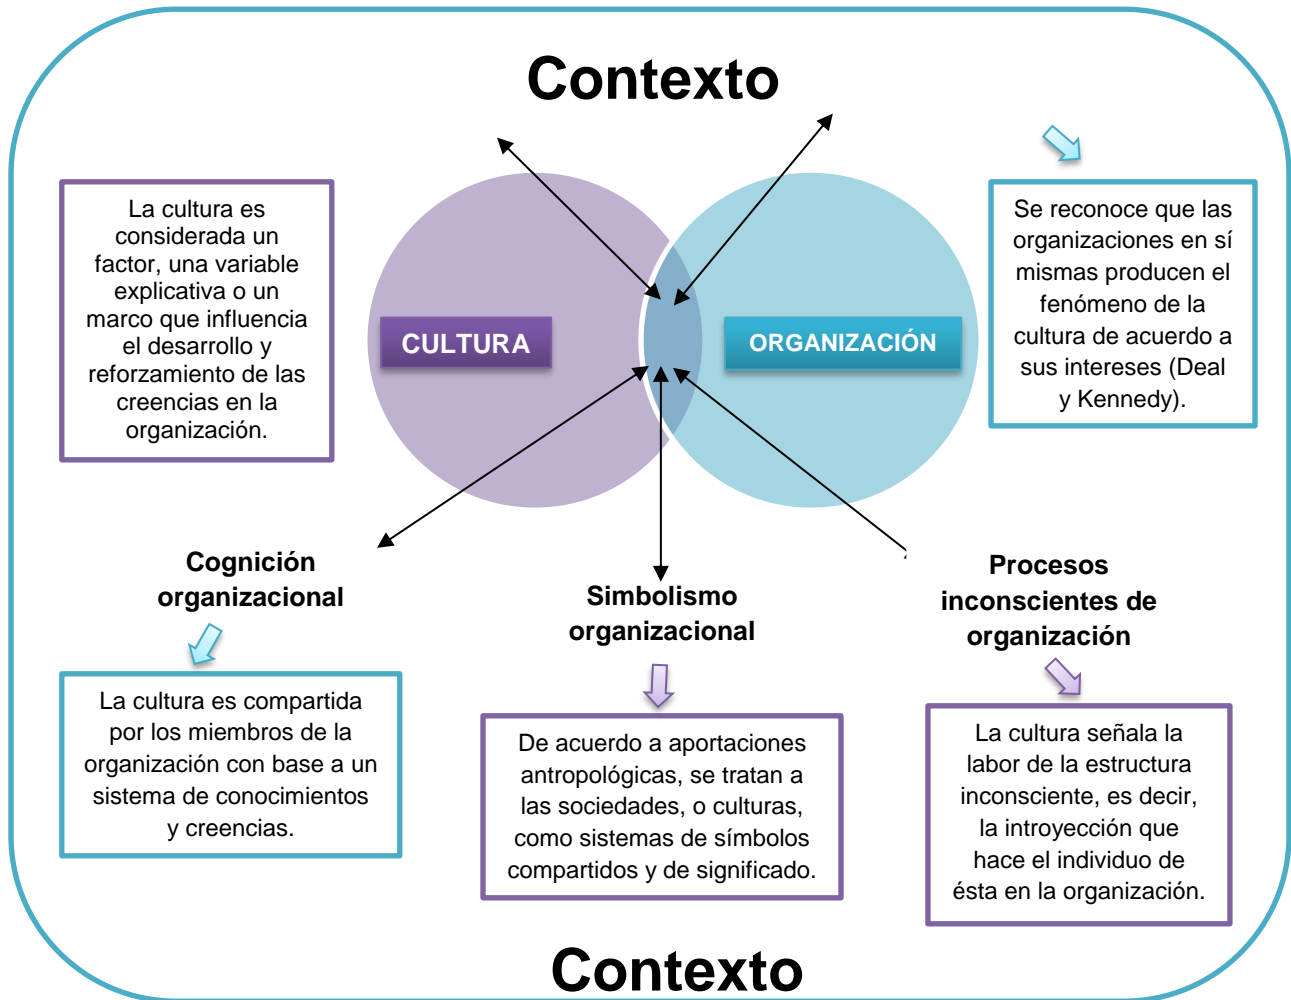 Contexto
La cultura es
considerada un
factor, una variable
explicativa o un
marco que influencia
el desarrollo y
reforzamiento de las
creencias en la
organización.
CULTURA
ORGANIZACIÓN
Se reconoce que las
organizaciones en sí
mismas producen el
fenómeno de la
cultura de acuerdo a
sus intereses (Deal
y Kennedy).
Cognición
organizacional
Simbolismo
organizacional
Procesos
inconscientes de
organización
La cultura es compartida
por los miembros de la
organización con base a un
sistema de conocimientos
y creencias.
De acuerdo a aportaciones
antropológicas, se tratan a
las sociedades, o culturas,
como sistemas de símbolos
compartidos y de significado.
La cultura señala la
labor de la estructura
inconsciente, es decir,
la introyección que
hace el individuo de
ésta en la organización.
Contexto